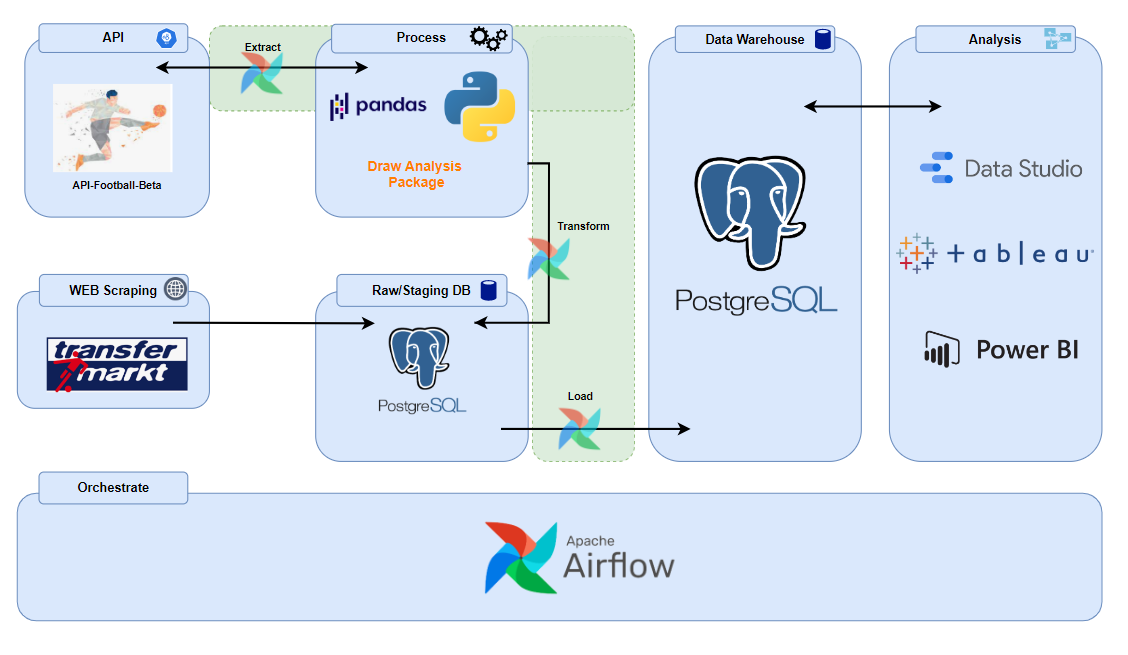 API
Extract
Process
Data Warehouse
Analysis
pandas
API-Football-Beta
Draw Analysis
Package
Data Studio
Transform
+ableau
WEB Scraping
Raw/Staging DB
PostgreSQL
transfer
markt
PostgreSQL
Power BI
Load
Orchestrate
Apache
Airflow